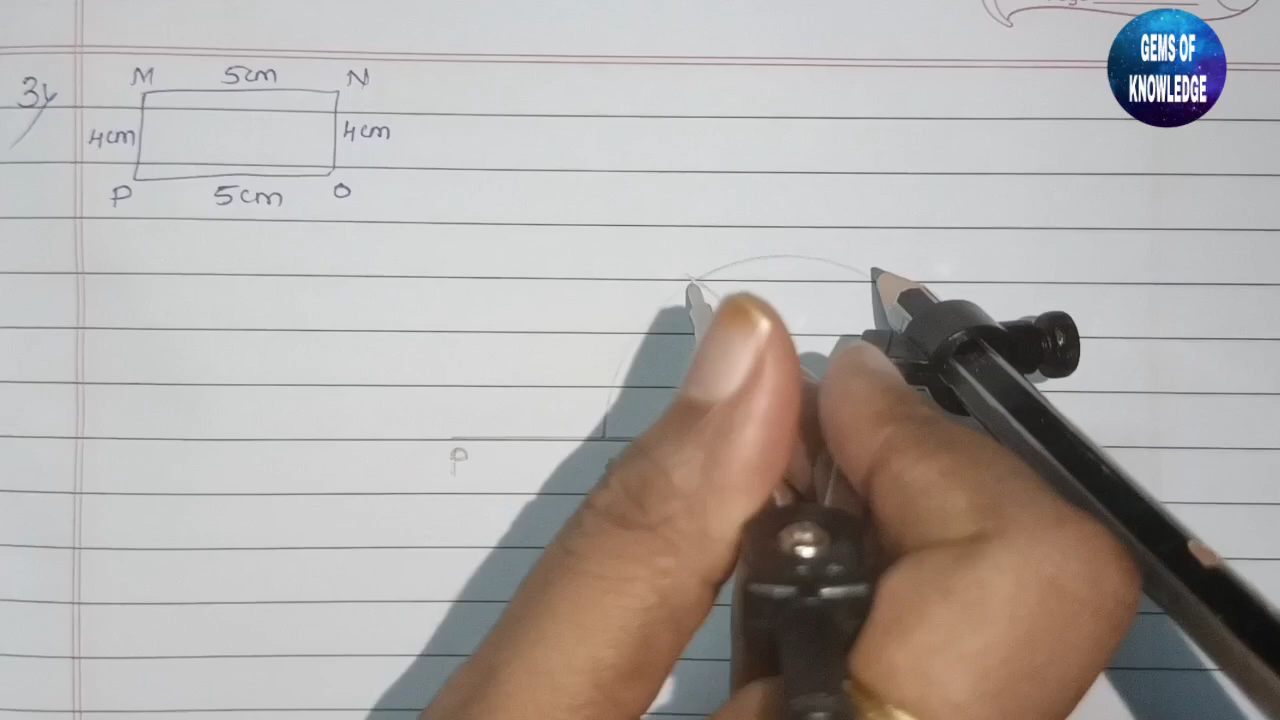 GEMS OF
KNOWLEDGE
3)
M 5cm N
4cm 4cm
P 5cm O
P